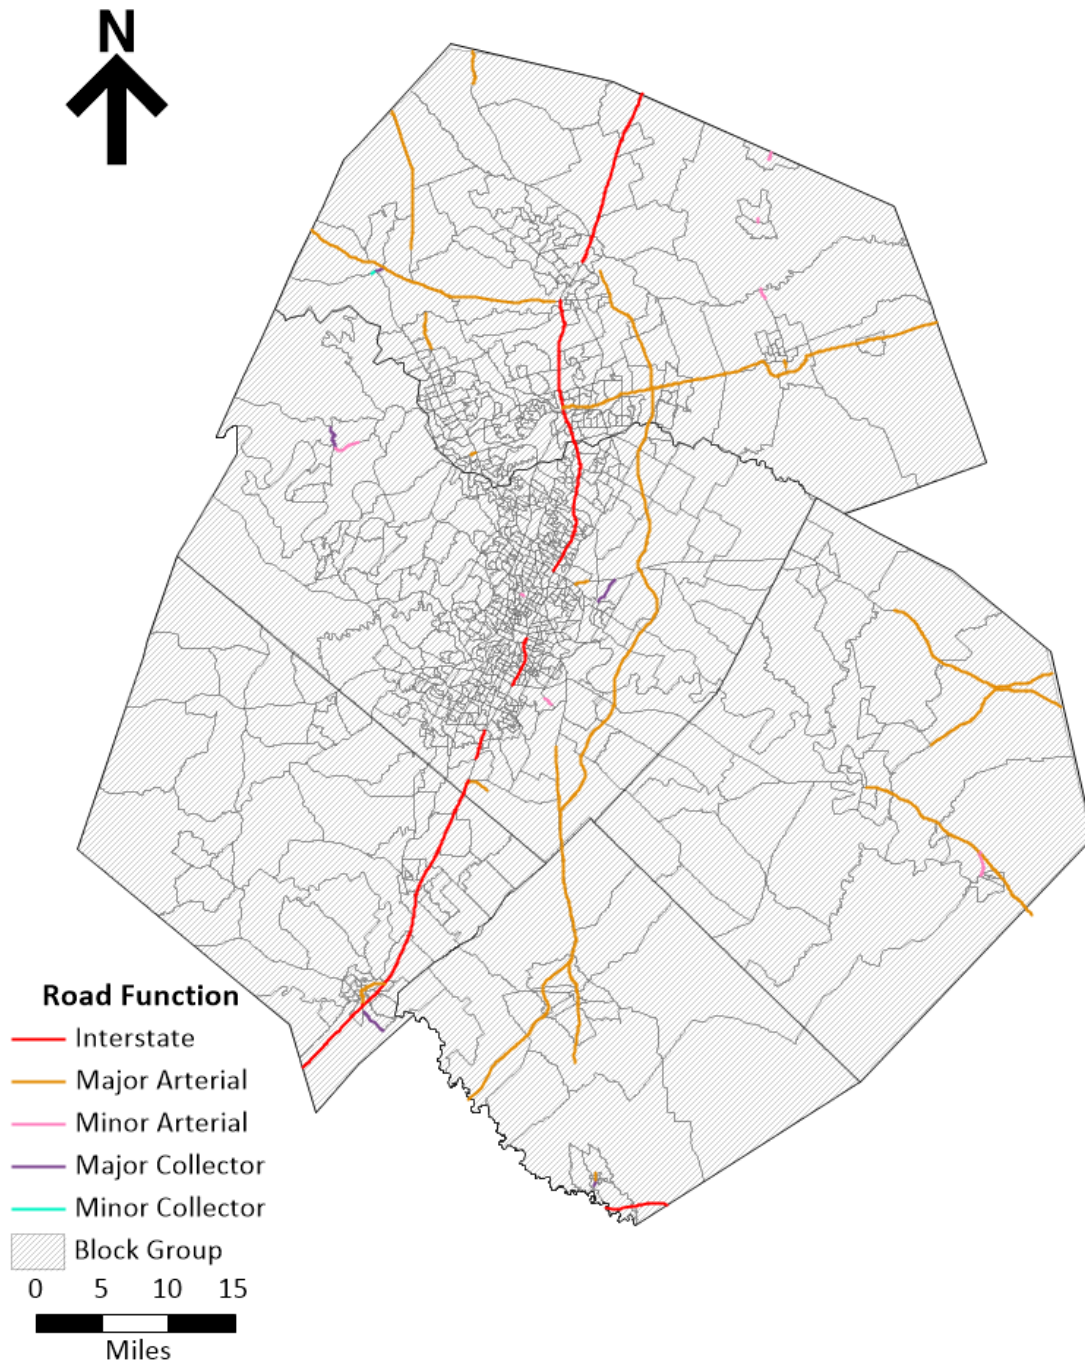 N
Road Function
Interstate
Major Arterial
Minor Arterial
Major Collector
Minor Collector
Block Group
0 5 10 15
Miles